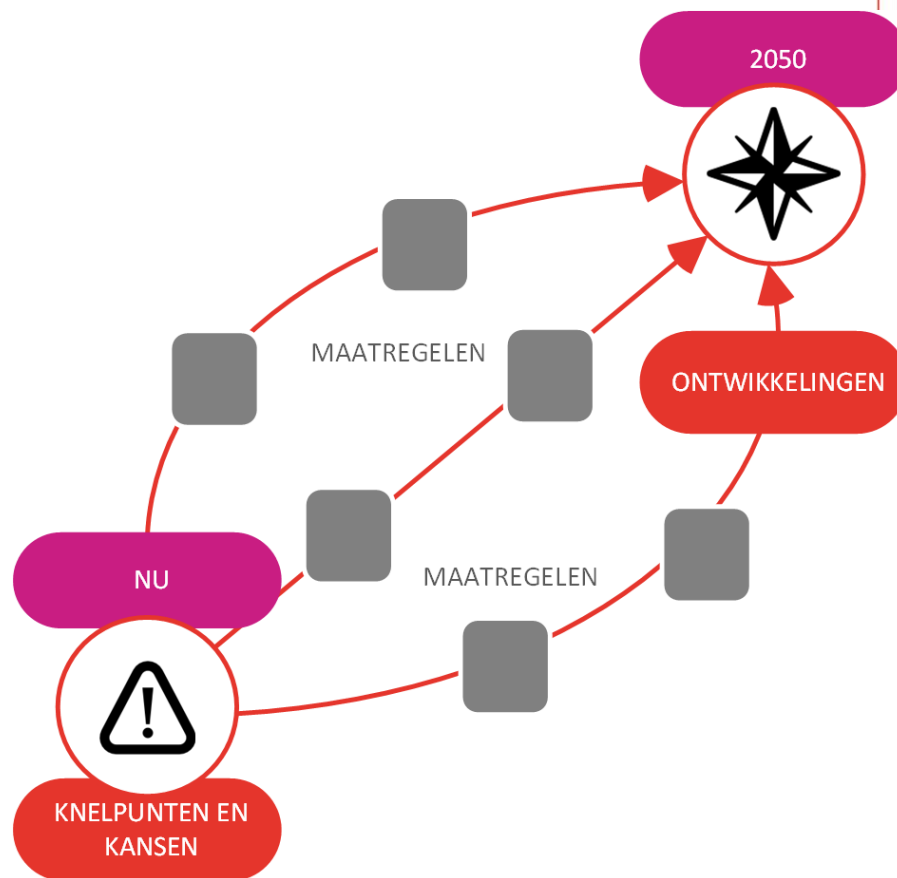 2050
MAATREGELEN
ONTWIKKELINGEN
NU
MAATREGELEN
KNELPUNTEN EN
KANSEN